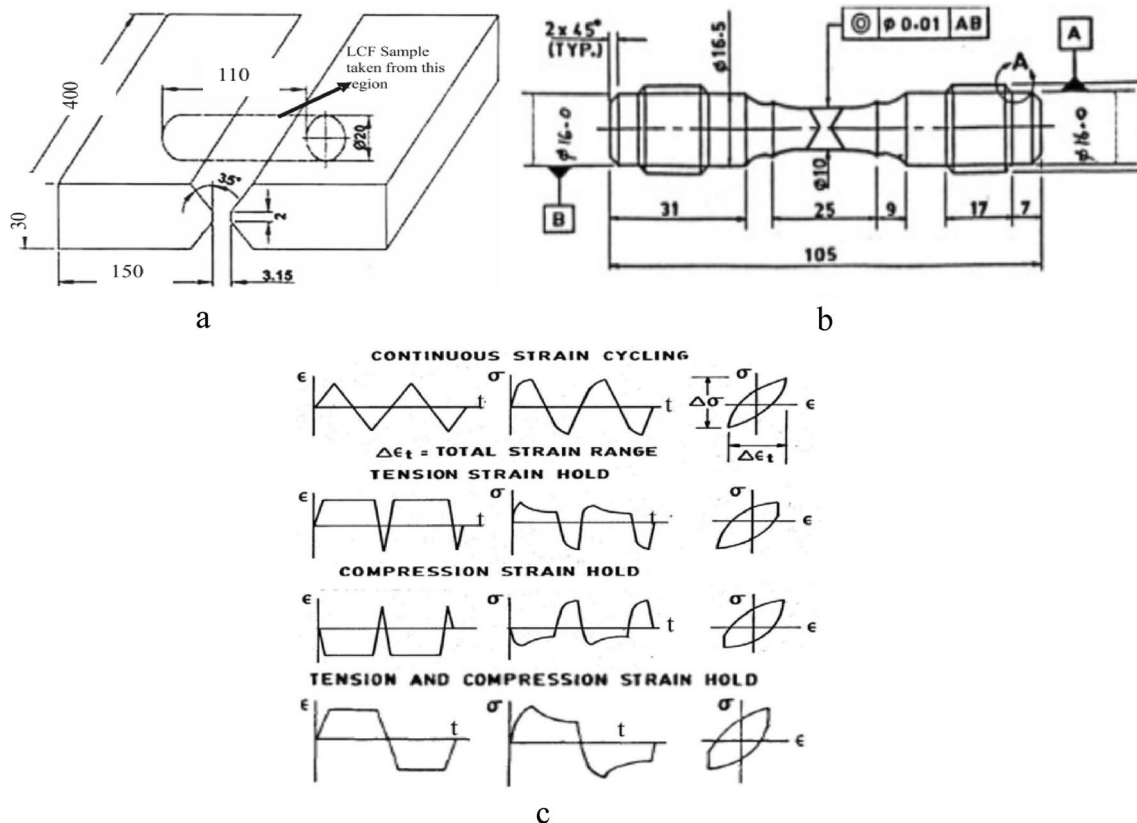 LCF Sample
taken from this
region
110
400
Ø20
35°
2
30
150
3.15
a
2 x 45°
(TYP.)
ø16.5
◎ ø 0.01 AB
A
A
ø16.0
ø16.0
ø10
B
31
25
9
17
7
105
b
CONTINUOUS STRAIN CYCLING
ϵ
t
σ
t
σ
Δσ
ϵ
Δϵt
Δϵt = TOTAL STRAIN RANGE
TENSION STRAIN HOLD
ϵ
t
σ
t
σ
ϵ
COMPRESSION STRAIN HOLD
ϵ
t
σ
t
σ
ϵ
TENSION AND COMPRESSION STRAIN HOLD
ϵ
t
σ
t
σ
ϵ
c